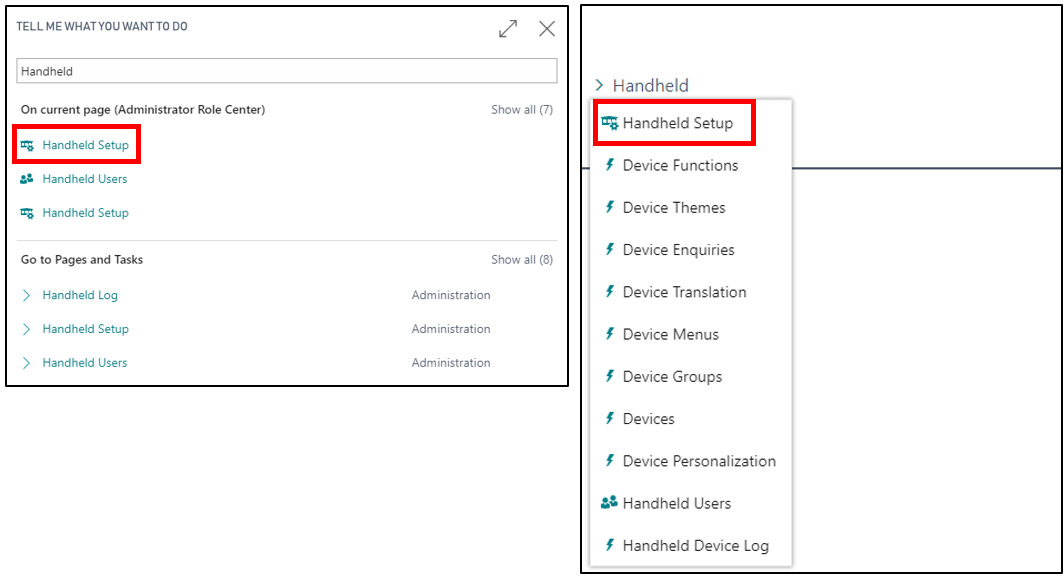 TELL ME WHAT YOU WANT TO DO
Handheld
On current page (Administrator Role Center) Show all (7)
Handheld Setup
Handheld Users
Handheld Setup
Go to Pages and Tasks Show all (8)
Handheld Log Administration
Handheld Setup Administration
Handheld Users Administration
Handheld
Handheld Setup
Device Functions
Device Themes
Device Enquiries
Device Translation
Device Menus
Device Groups
Devices
Device Personalization
Handheld Users
Handheld Device Log